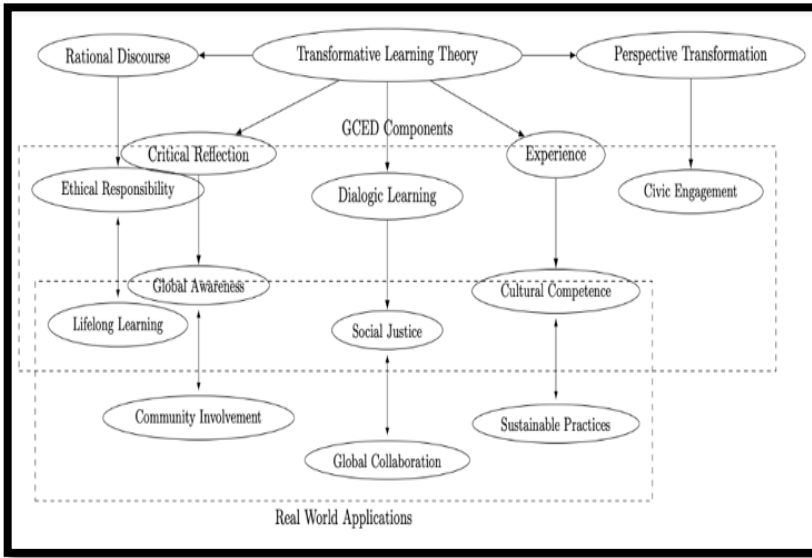 Rational Discourse
Transformative Learning Theory
Perspective Transformation
GCED Components
Critical Reflection
Experience
Ethical Responsibility
Dialogic Learning
Civic Engagement
Global Awareness
Cultural Competence
Lifelong Learning
Social Justice
Community Involvement
Sustainable Practices
Global Collaboration
Real World Applications